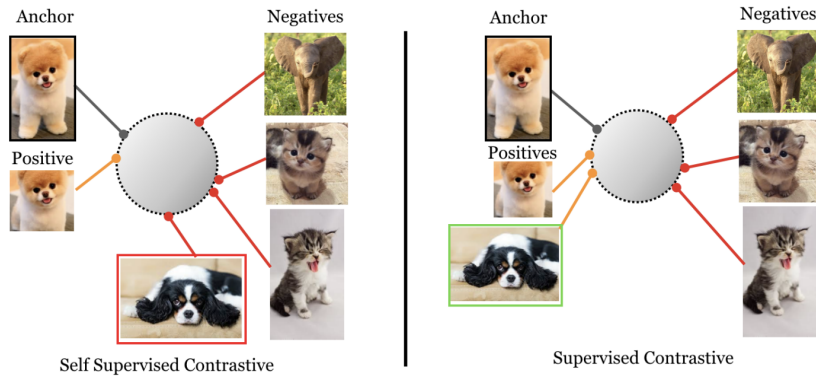 Anchor
Negatives
Positive
Self Supervised Contrastive
Anchor
Negatives
Positives
Supervised Contrastive